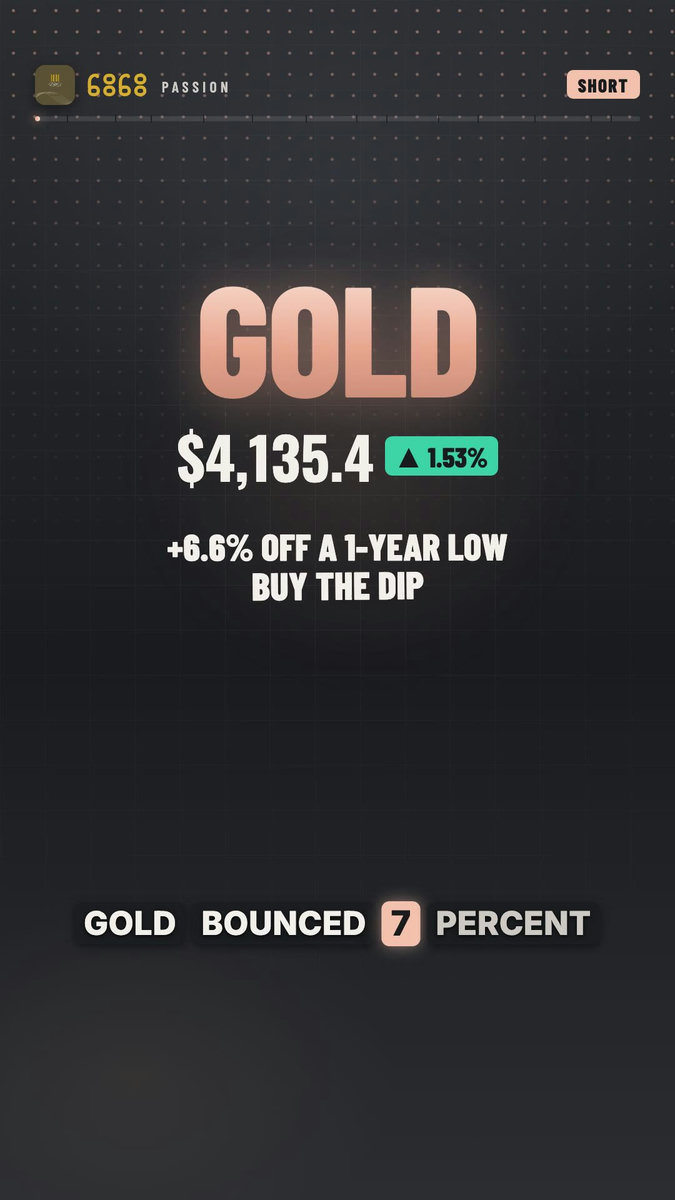 6868 PASSION
SHORT
GOLD
$4,135.4 ▲ 1.53%
+6.6% OFF A 1-YEAR LOW
BUY THE DIP
GOLD BOUNCED 7 PERCENT